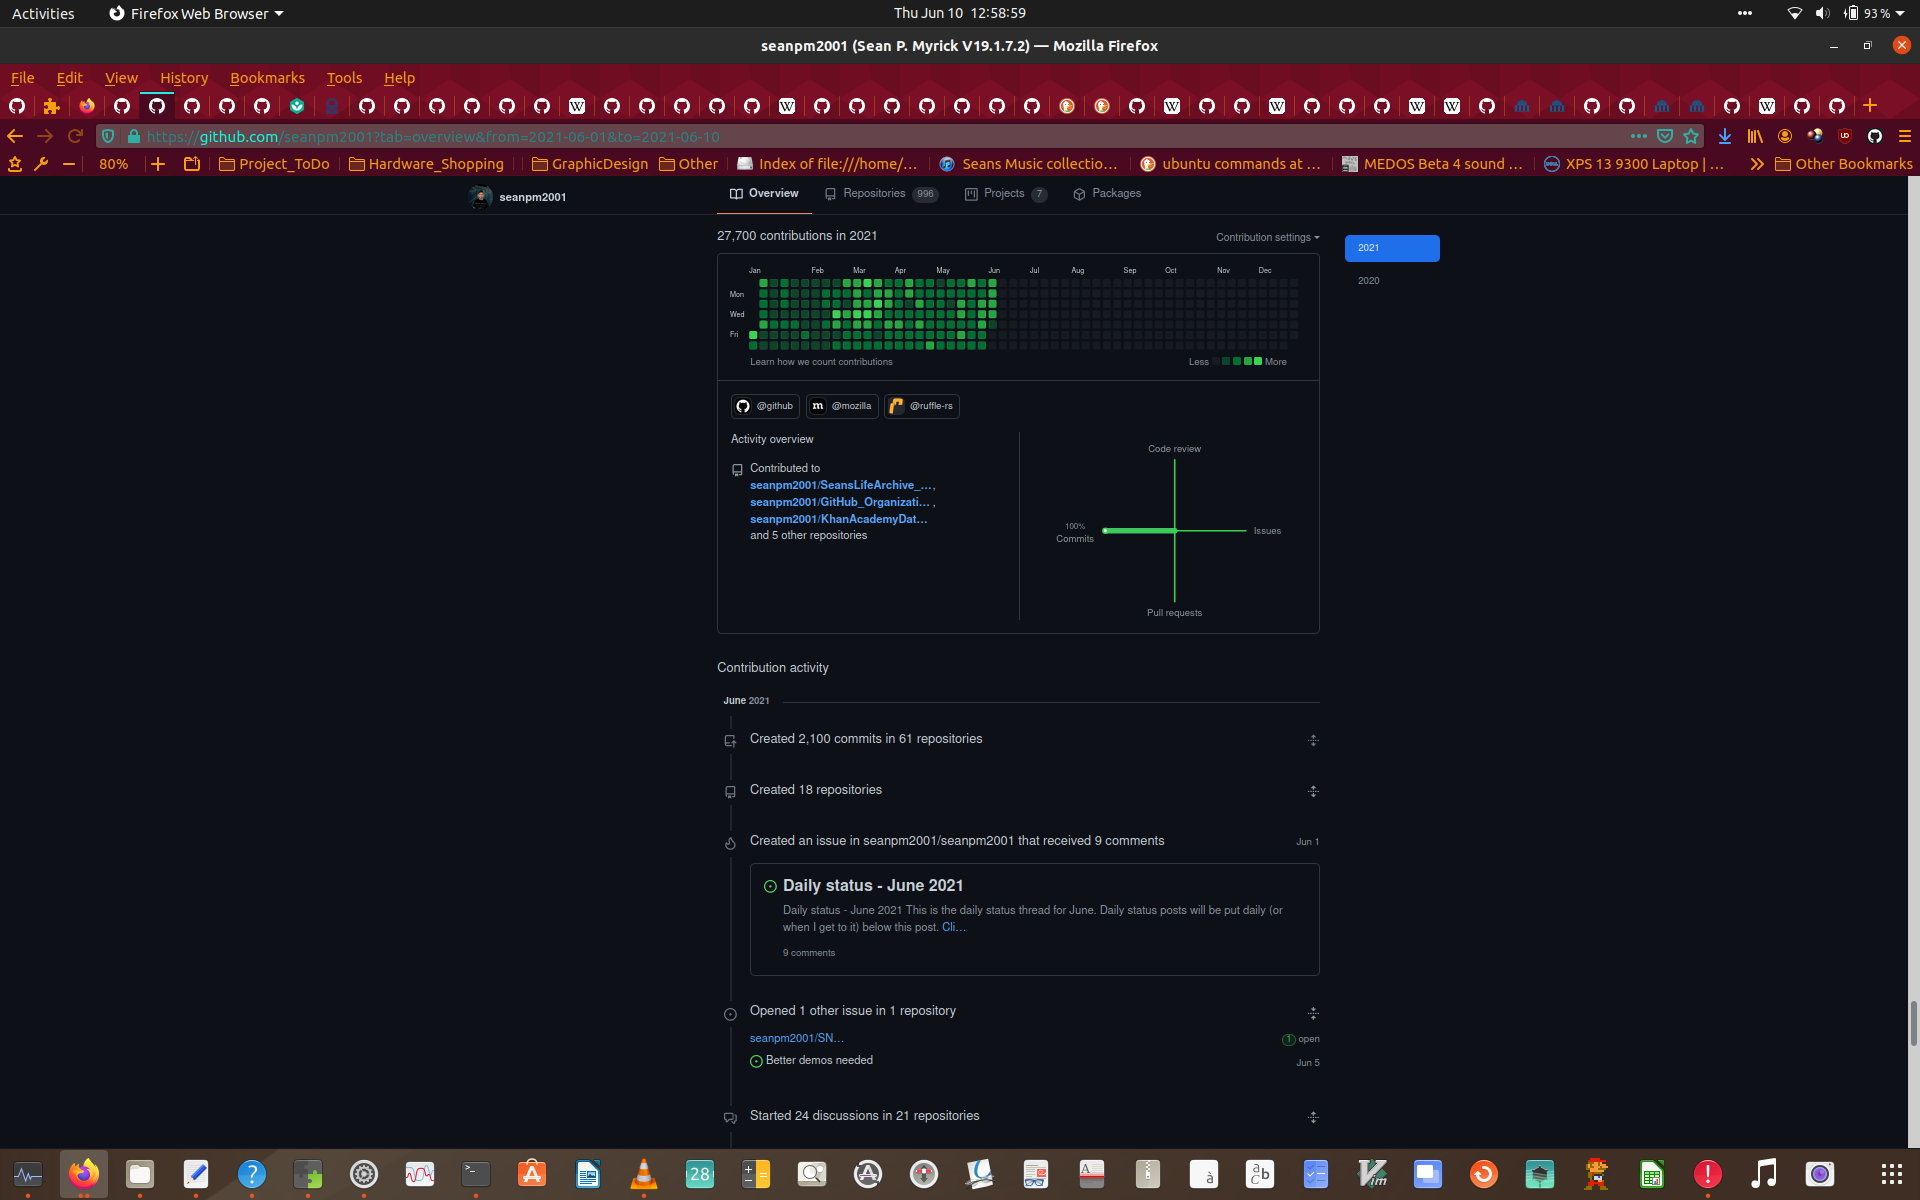 Activities Firefox Web Browser Thu Jun 10 12:58:59 93 %
seanpm2001 (Sean P. Myrick V19.1.7.2) — Mozilla Firefox
File Edit View History Bookmarks Tools Help
https://github.com/seanpm2001?tab=overview&from=2021-06-01&to=2021-06-10
80% Project_ToDo Hardware_Shopping GraphicDesign Other Index of file:///home/... Seans Music collectio... ubuntu commands at ... MEDOS Beta 4 sound ... XPS 13 9300 Laptop | ... Other Bookmarks
seanpm2001 Overview Repositories 996 Projects 7 Packages
27,700 contributions in 2021 Contribution settings
2021
2020
Jan Feb Mar Apr May Jun Jul Aug Sep Oct Nov Dec
Mon
Wed
Fri
Learn how we count contributions Less More
@github m @mozilla @ruffle-rs
Activity overview
Contributed to
seanpm2001/SeansLifeArchive_...,
seanpm2001/GitHub_Organizati... ,
seanpm2001/KhanAcademyDat...
and 5 other repositories
Code review
100%
Commits
Issues
Pull requests
Contribution activity
June 2021
Created 2,100 commits in 61 repositories
Created 18 repositories
Created an issue in seanpm2001/seanpm2001 that received 9 comments Jun 1
Daily status - June 2021
Daily status - June 2021 This is the daily status thread for June. Daily status posts will be put daily (or
when I get to it) below this post. Cli...
9 comments
Opened 1 other issue in 1 repository
seanpm2001/SN... 1 open
Better demos needed Jun 5
Started 24 discussions in 21 repositories
28